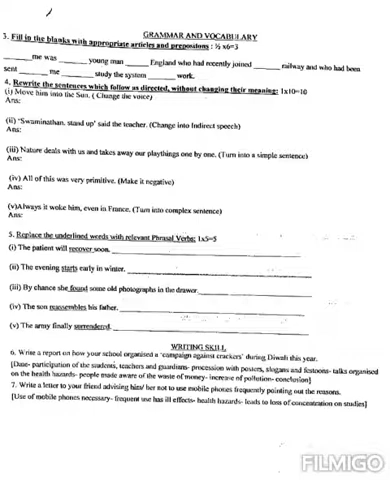 GRAMMAR AND VOCABULARY
3. Fill in the blanks with appropriate articles and prepositions : ½ x6=3
______me was ______ young man ______ England who had recently joined ______ railway and who had been
sent ______ me ______ study the system ______ work.
4. Rewrite the sentences which follow as directed, without changing their meaning: 1x10=10
(i) Move him into the Sun. ( Change the voice)
Ans:
(ii) ‘Swaminathan, stand up’ said the teacher. (Change into Indirect speech)
Ans:
(iii) Nature deals with us and takes away our playthings one by one. (Turn into a simple sentence)
Ans:
(iv) All of this was very primitive. (Make it negative)
Ans:
(v)Always it woke him, even in France. (Turn into complex sentence)
Ans:
5. Replace the underlined words with relevant Phrasal Verbs: 1x5=5
(i) The patient will recover soon. ______
(ii) The evening starts early in winter. ______
(iii) By chance she found some old photographs in the drawer.______
(iv) The son reassembles his father. ______
(v) The army finally surrendered. ______
WRITING SKILL
6. Write a report on how your school organised a ‘campaign against crackers’ during Diwali this year.
[Date- participation of the students, teachers and guardians- procession with posters, slogans and festoons- talks organised
on the health hazards- people made aware of the waste of money- increase of pollution- conclusion]
7. Write a letter to your friend advising him/ her not to use mobile phones frequently pointing out the reasons.
[Use of mobile phones necessary- frequent use has ill effects- health hazards- leads to loss of concentration on studies]
FILMIGO